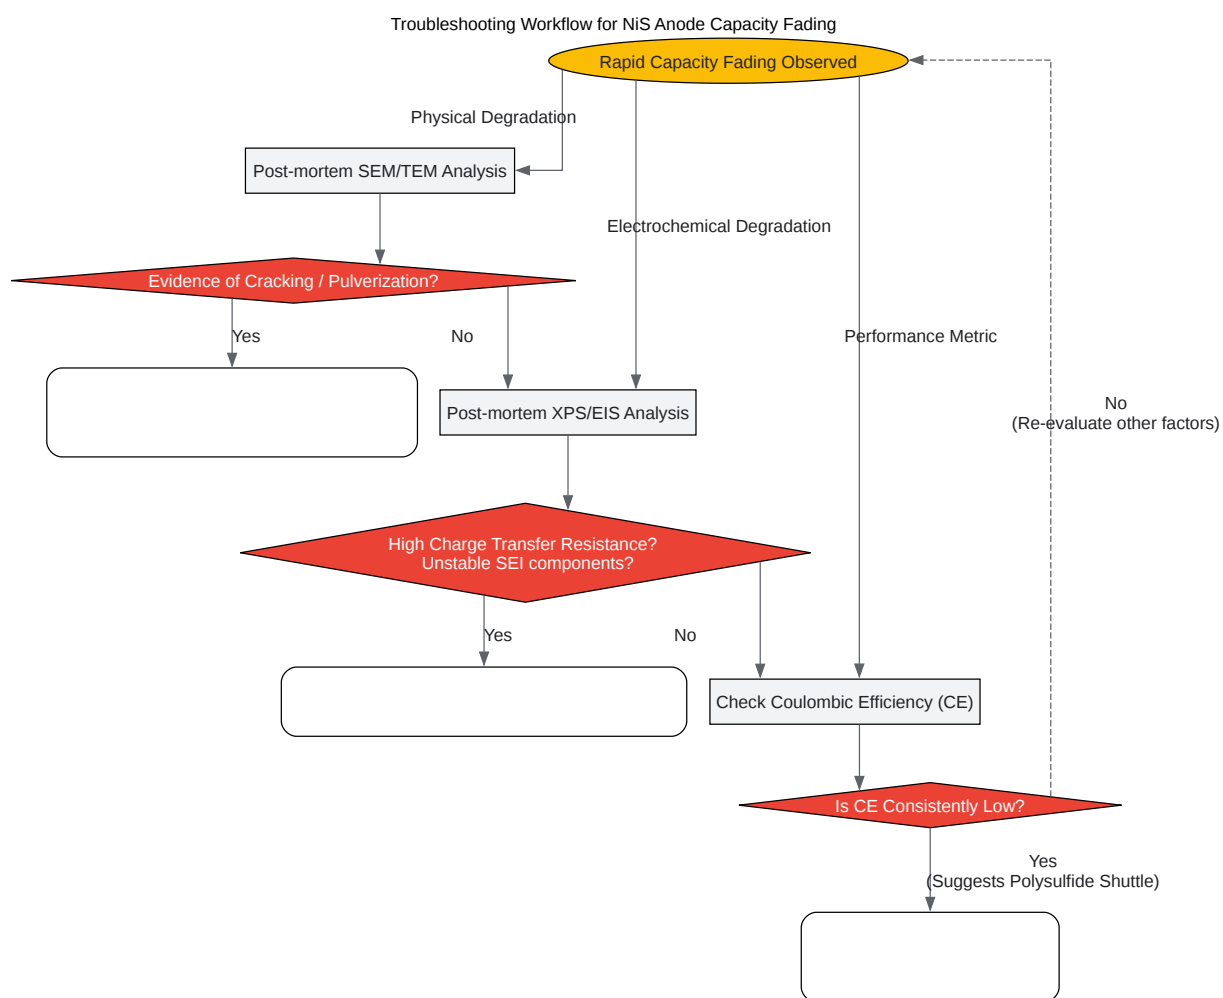 Troubleshooting Workflow for NiS Anode Capacity Fading
Rapid Capacity Fading Observed
Physical Degradation
Post-mortem SEM/TEM Analysis
Electrochemical Degradation
Evidence of Cracking / Pulverization?
Yes
No
Performance Metric
Post-mortem XPS/EIS Analysis
No
(Re-evaluate other factors)
High Charge Transfer Resistance?
Unstable SEI components?
Yes
No
Check Coulombic Efficiency (CE)
Is CE Consistently Low?
Yes
(Suggests Polysulfide Shuttle)